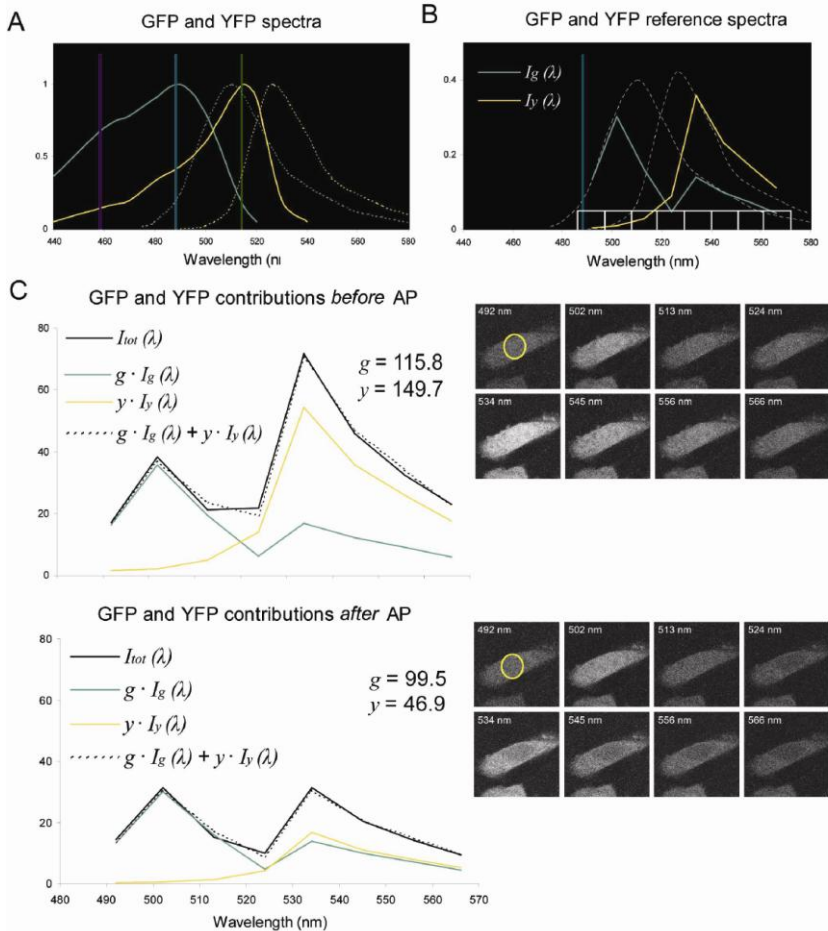 A
GFP and YFP spectra
1
0.5
0
440 460 480 500 520 540 560 580
Wavelength (nı
B
GFP and YFP reference spectra
Ig (λ)
Iy (λ)
0.4
0.2
0
440 460 480 500 520 540 560 580
Wavelength (nm)
C
GFP and YFP contributions before AP
80
60
40
20
0
Itot (λ)
g · Ig (λ)
y · Iy (λ)
g · Ig (λ) + y · Iy (λ)
g = 115.8
y = 149.7
492 nm 502 nm 513 nm 524 nm
534 nm 545 nm 556 nm 566 nm
GFP and YFP contributions after AP
80
60
40
20
0
Itot (λ)
g · Ig (λ)
y · Iy (λ)
g · Ig (λ) + y · Iy (λ)
g = 99.5
y = 46.9
480 490 500 510 520 530 540 550 560 570
Wavelength (nm)
492 nm 502 nm 513 nm 524 nm
534 nm 545 nm 556 nm 566 nm